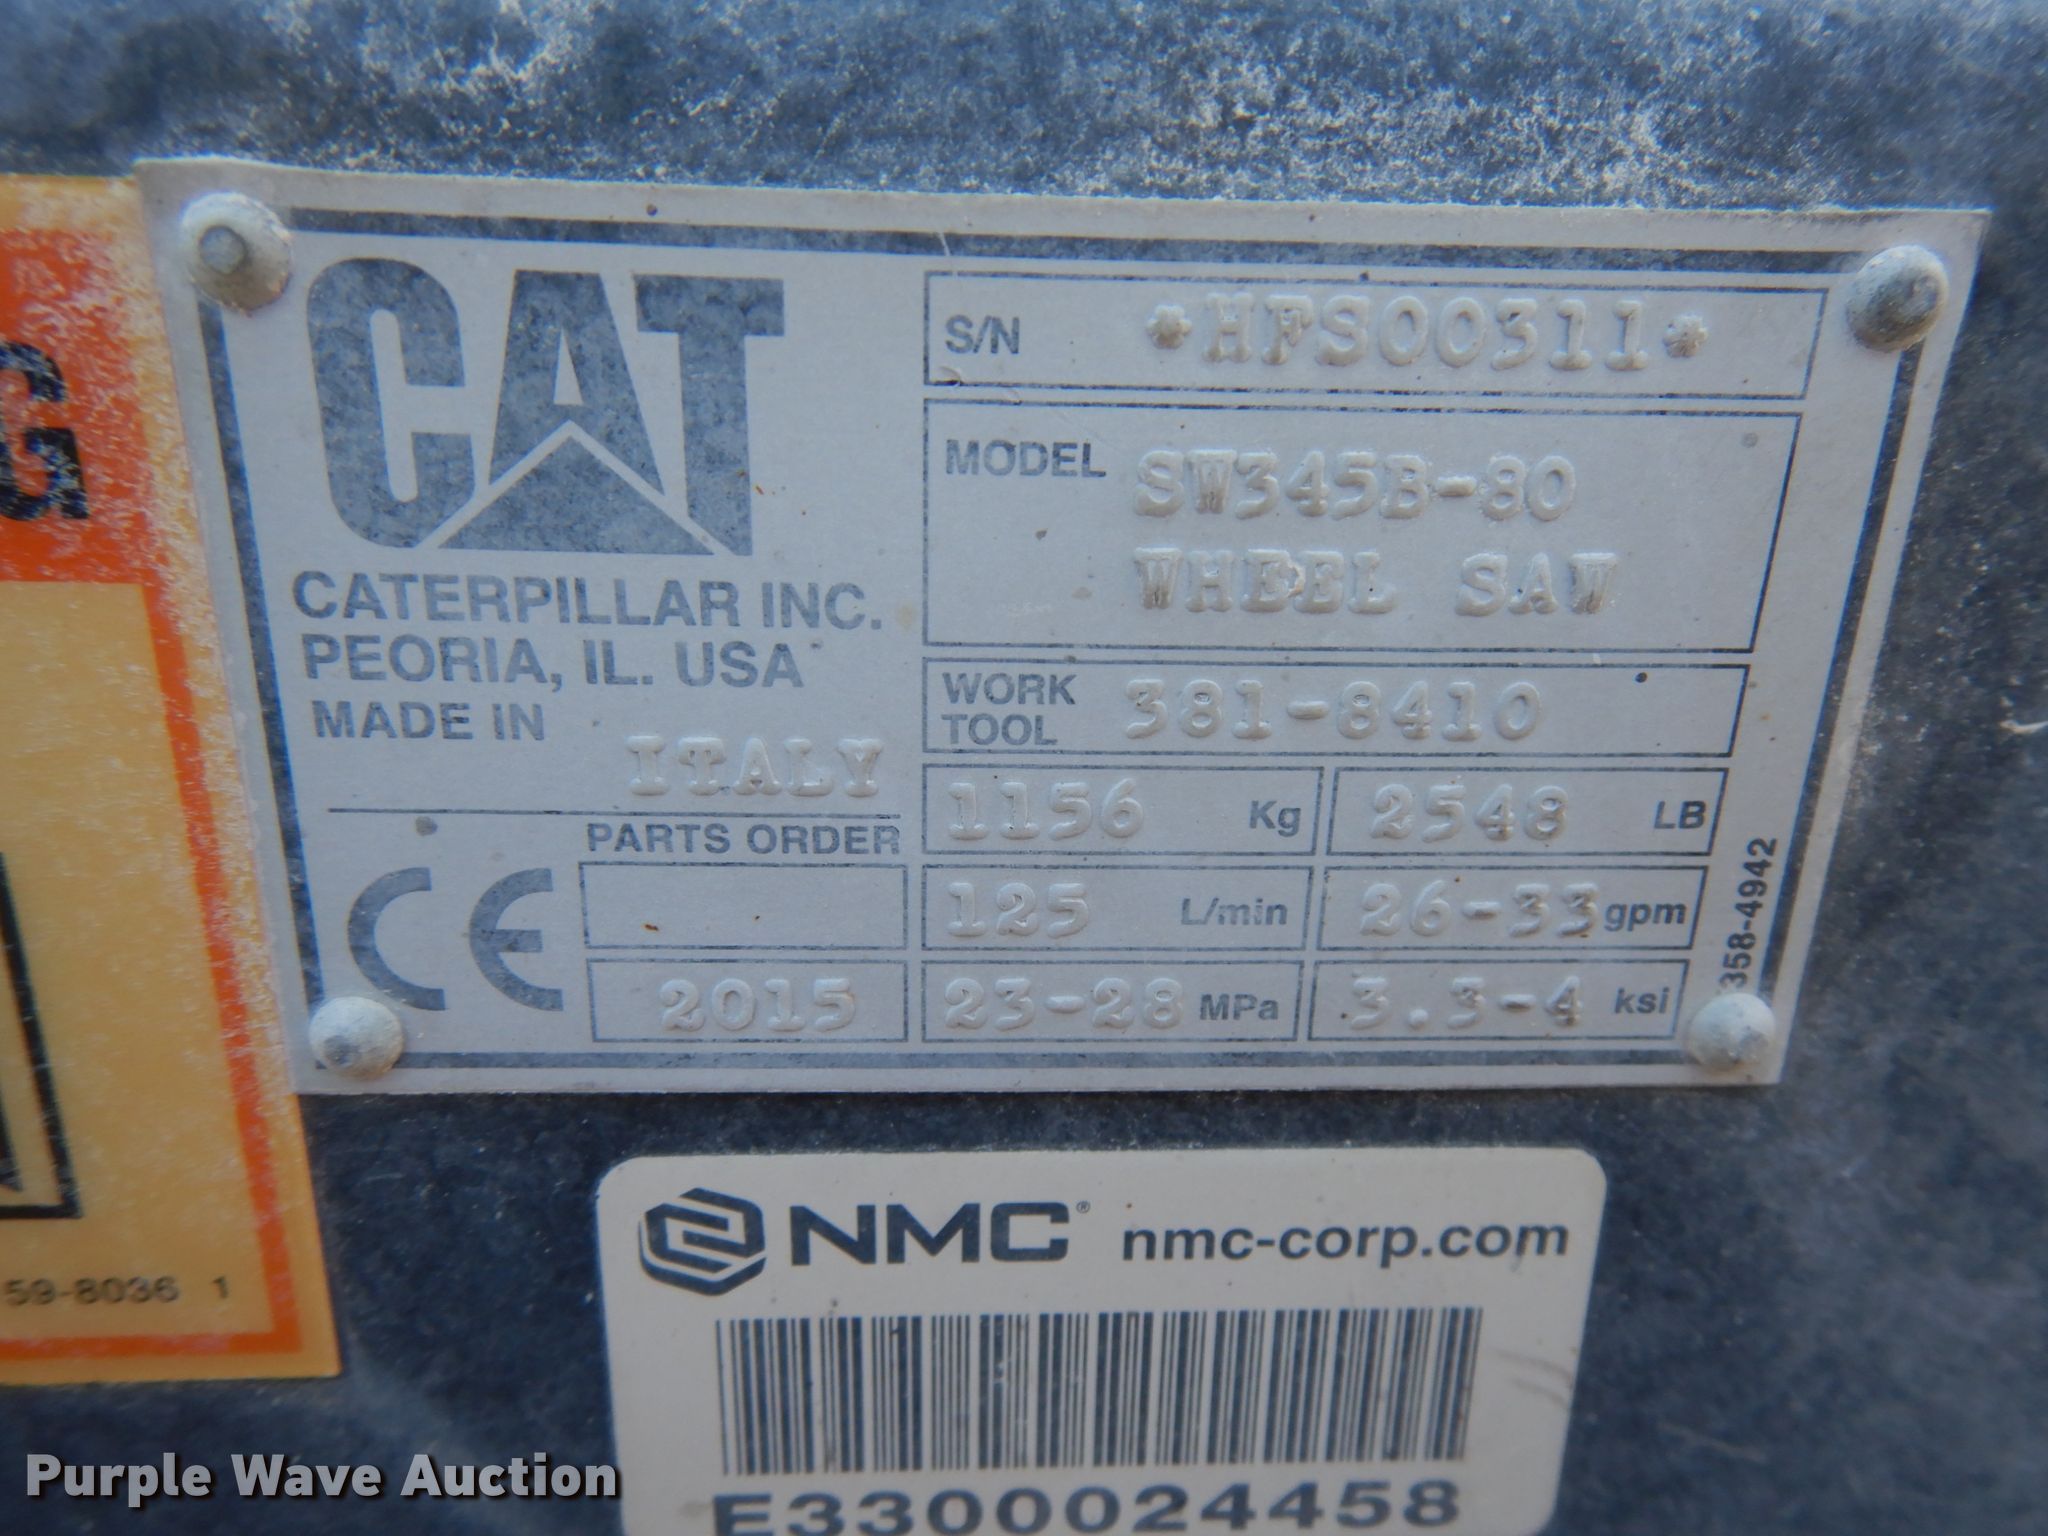 G
CAT
CATERPILLAR INC.
PEORIA, IL. USA
MADE IN
ITALY
PARTS ORDER
CE
2015
S/N *HFS00311*
MODEL SW345B-80
WHEEL SAW
WORK TOOL 381-8410
1156 Kg 2548 LB
125 L/min 26-33 gpm
23-28 MPa 3.3-4 ksi
358-4942
59-8036 1
NMC® nmc-corp.com
E3300024458
Purple Wave Auction